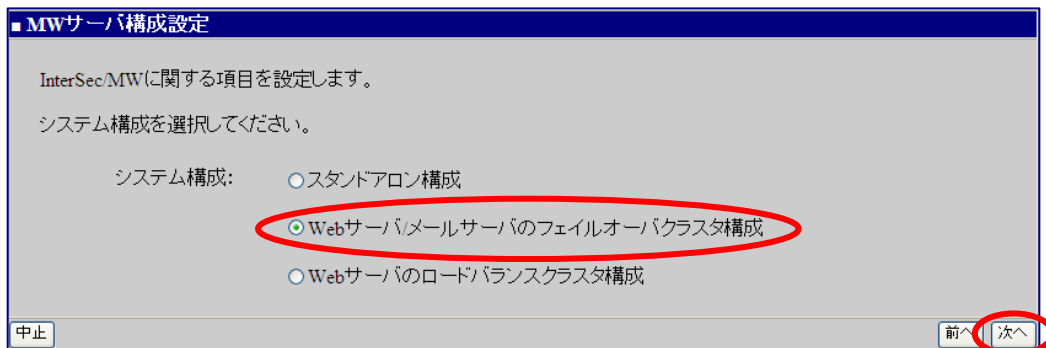 ■ MWサーバ構成設定
InterSec/MWに関する項目を設定します。
システム構成を選択してください。
システム構成: ○スタンドアロン構成
◉Webサーバ/メールサーバのフェイルオーバクラスタ構成
○Webサーバのロードバランスクラスタ構成
中止 前へ 次へ